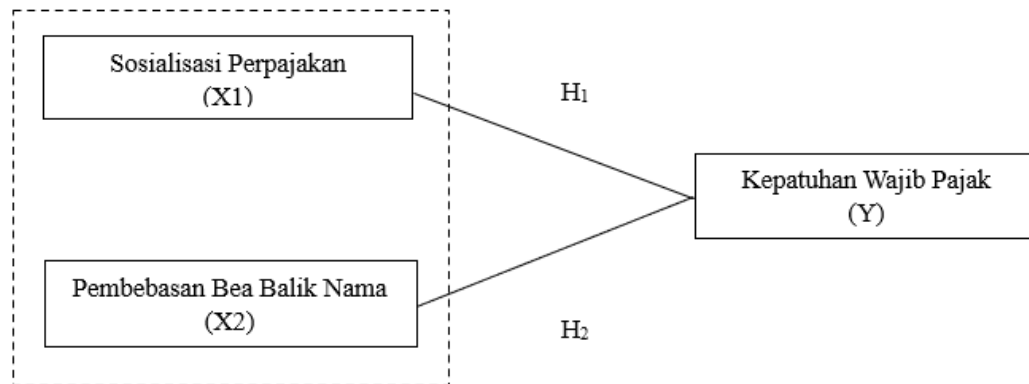 Sosialisasi Perpajakan
(X1)
H₁
Kepatuhan Wajib Pajak
(Y)
Pembebasan Bea Balik Nama
(X2)
H₂